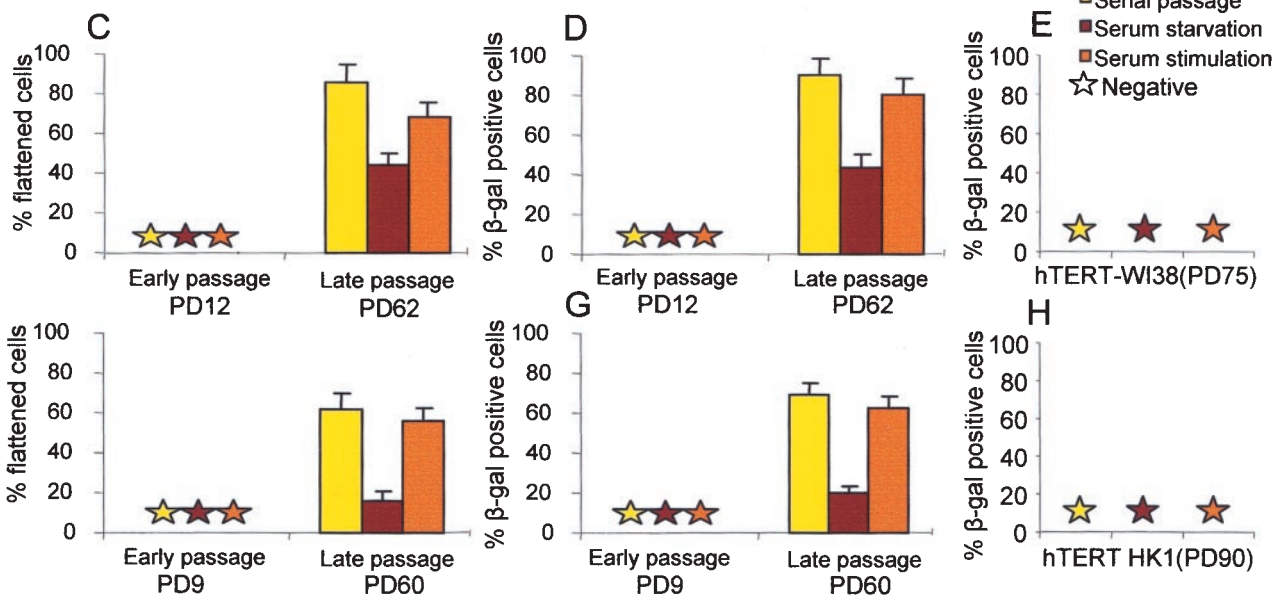 Serial passage
Serum starvation
Serum stimulation
Negative
C
% flattened cells
100
80
60
40
20
0
Early passage
PD12
Late passage
PD62
D
% β-gal positive cells
100
80
60
40
20
0
Early passage
PD12
Late passage
PD62
E
% β-gal positive cells
100
80
60
40
20
0
hTERT-WI38(PD75)
% flattened cells
100
80
60
40
20
0
Early passage
PD9
Late passage
PD60
G
% β-gal positive cells
100
80
60
40
20
0
Early passage
PD9
Late passage
PD60
H
% β-gal positive cells
100
80
60
40
20
0
hTERT HK1(PD90)